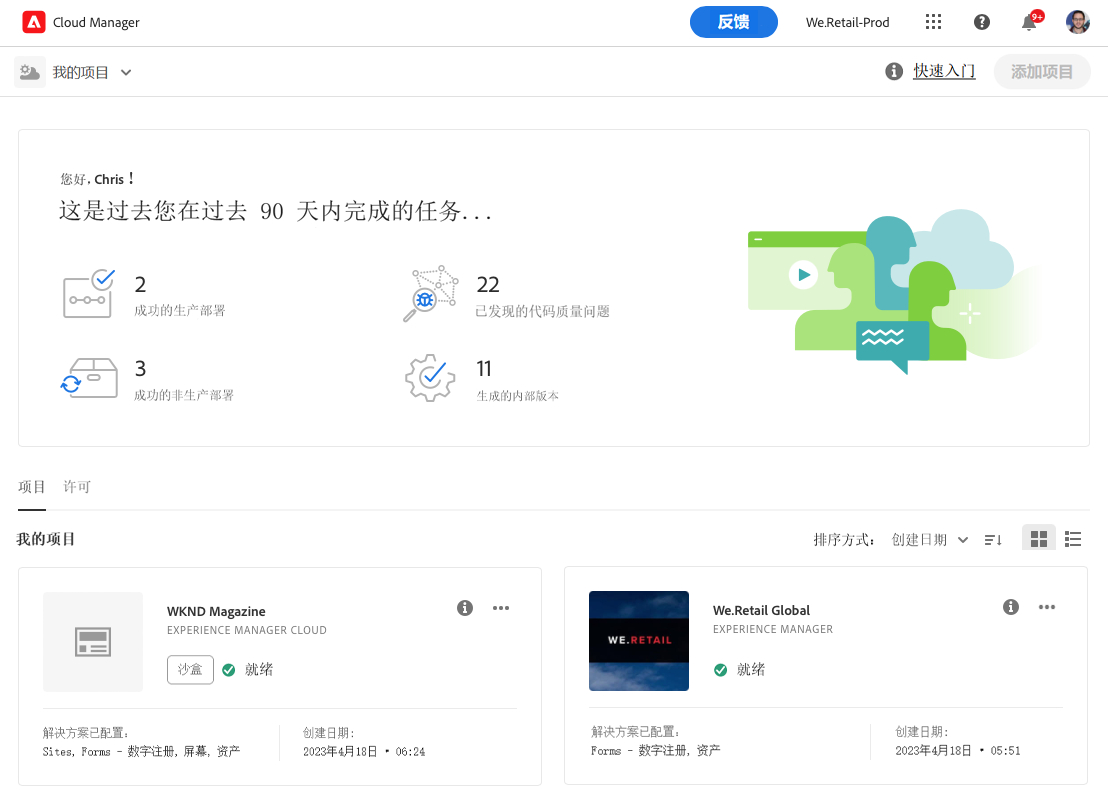 Cloud Manager
反馈
We.Retail-Prod
9+
我的项目
快速入门
添加项目
您好, Chris！
这是过去您在过去 90 天内完成的任务...
2
成功的生产部署
22
已发现的代码质量问题
3
成功的非生产部署
11
生成的内部版本
项目 许可
我的项目
排序方式： 创建日期
WKND Magazine
EXPERIENCE MANAGER CLOUD
沙盒 就绪
解决方案已配置：
Sites, Forms - 数字注册, 屏幕, 资产
创建日期：
2023年4月18日 • 06:24
WE.RETAIL
We.Retail Global
EXPERIENCE MANAGER
就绪
解决方案已配置：
Forms - 数字注册, 资产
创建日期：
2023年4月18日 • 05:51